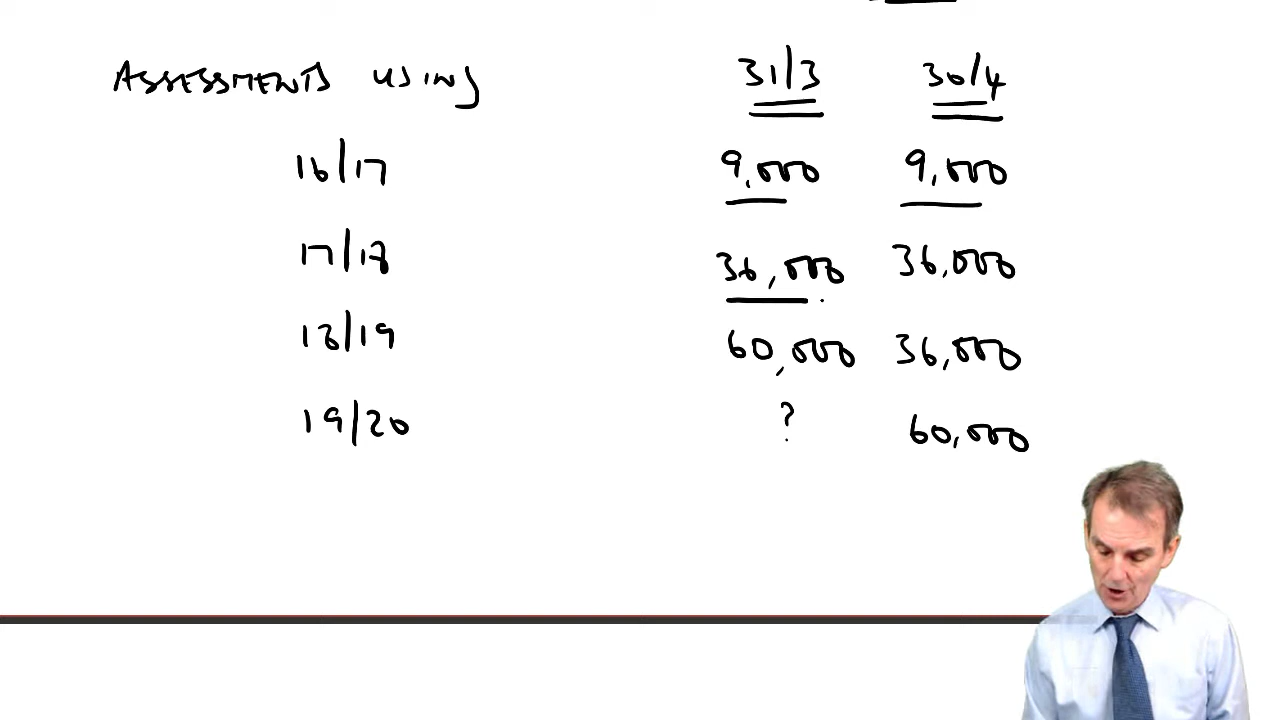 ASSESSMENTS USING 31/3 30/4
16/17 9,000 9,000
17/18 36,000 36,000
18/19 60,000 36,000
19/20 ? 60,000